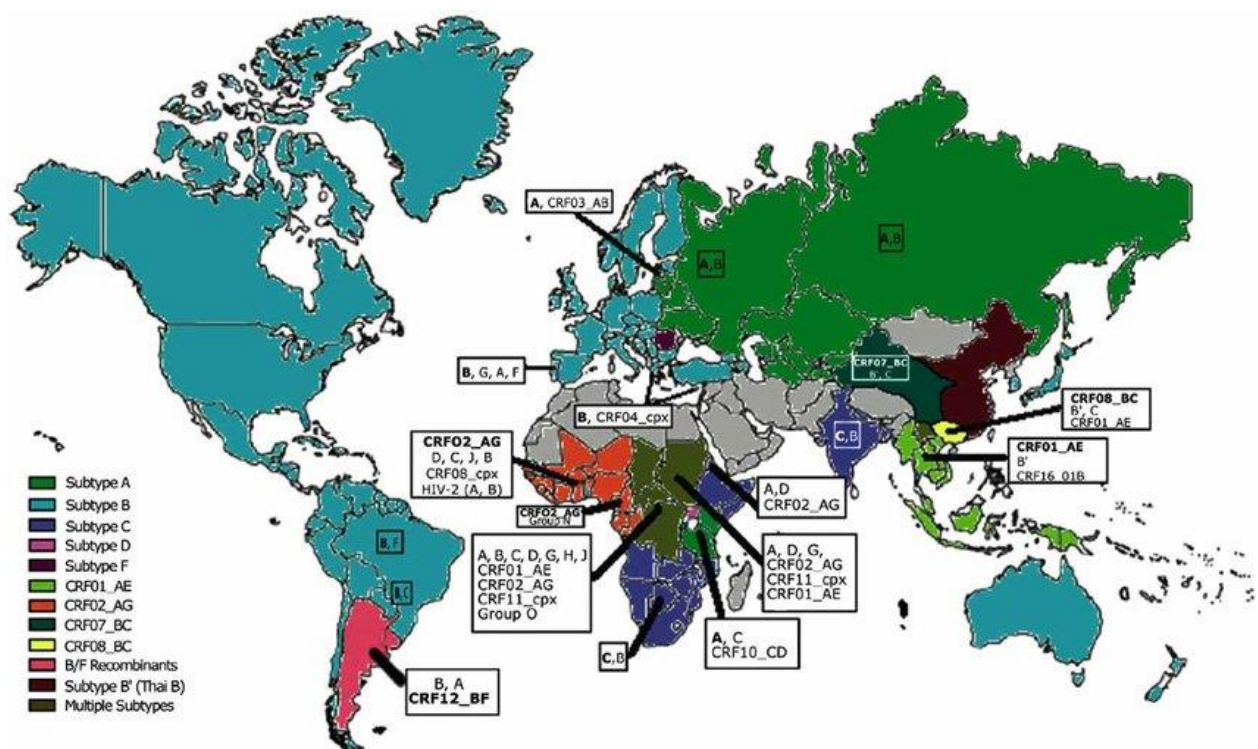 A, CRF03_AB
A,B
A,B
B, G, A, F
B, CRF04_cpx
CRF07_BC
B', C
C,B
CRF08_BC
B', C
CRF01_AE
CRF01_AE
B'
CRF16_01B
CRF02_AG
D, C, J, B
CRF08_cpx
HIV-2 (A, B)
CRF02_AG
Group N
A,D
CRF02_AG
A, B, C, D, G, H, J
CRF01_AE
CRF02_AG
CRF11_cpx
Group O
A, D, G,
CRF02_AG
CRF11_cpx
CRF01_AE
A, C
CRF10_CD
C,B
B,F
B,C
B, A
CRF12_BF
Subtype A
Subtype B
Subtype C
Subtype D
Subtype F
CRF01_AE
CRF02_AG
CRF07_BC
CRF08_BC
B/F Recombinants
Subtype B' (Thai B)
Multiple Subtypes